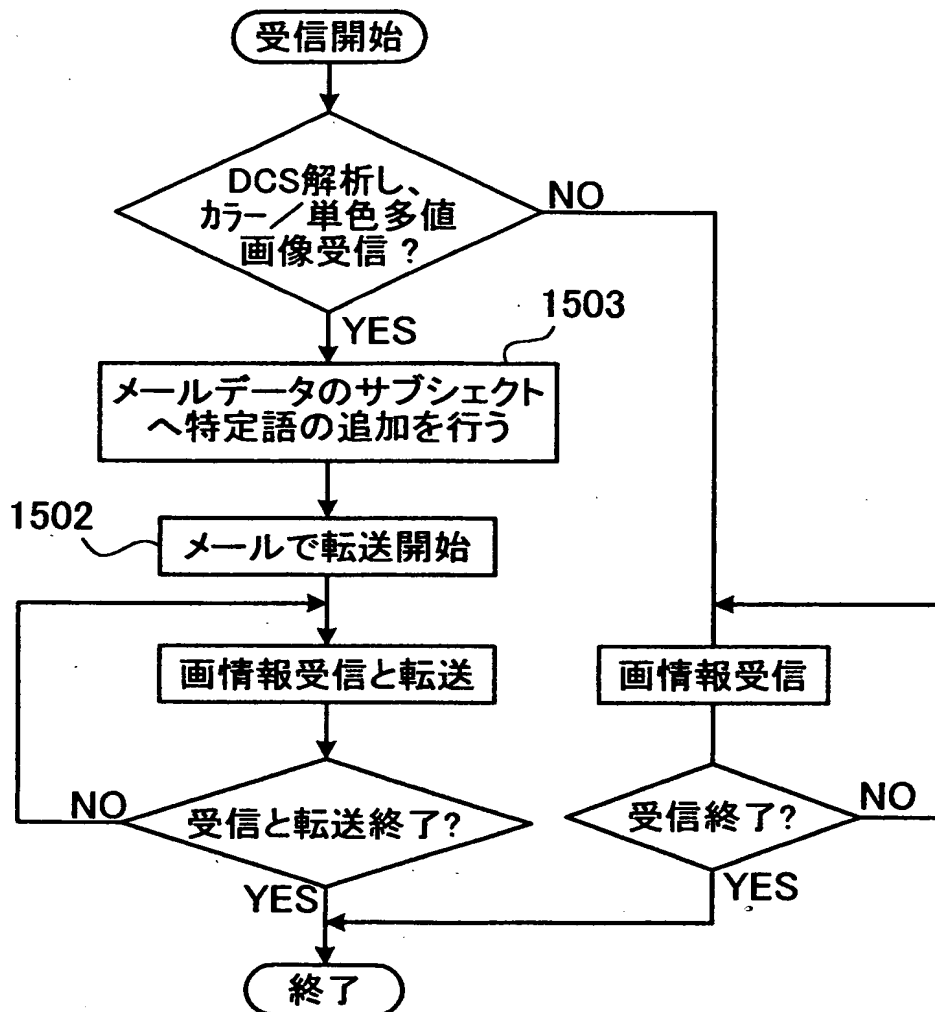 受信開始
DCS解析し、
カラー／単色多値
画像受信？
NO
YES
1503
メールデータのサブシェクト
へ特定語の追加を行う
1502
メールで転送開始
画情報受信と転送
画情報受信
NO
受信と転送終了?
受信終了?
NO
YES
YES
終了